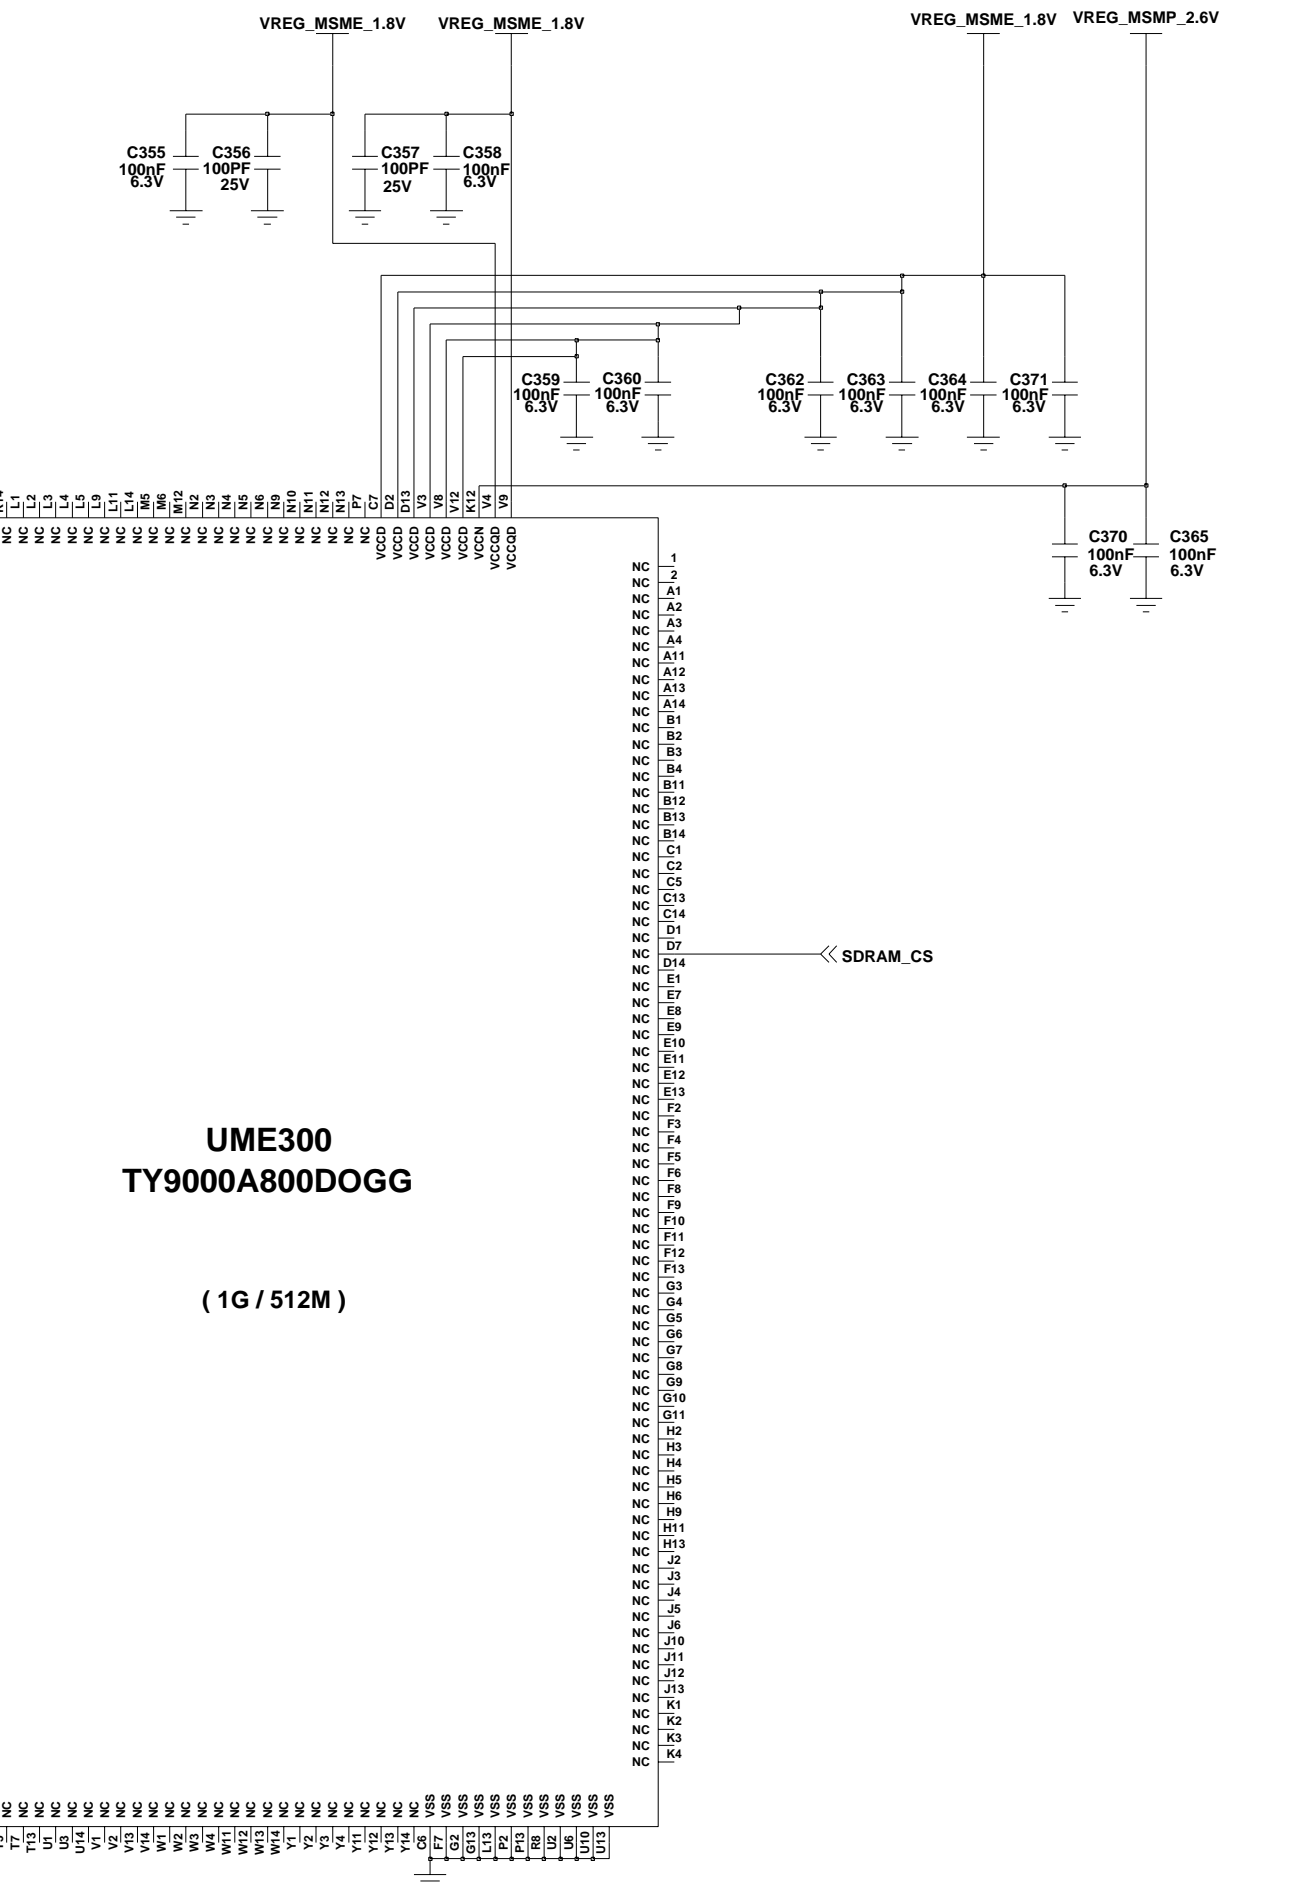 VREG_MSME_1.8V VREG_MSME_1.8V VREG_MSME_1.8V VREG_MSMP_2.6V
C355 C356 C357 C358
100nF 100PF 100PF 100nF
6.3V 25V 25V 6.3V
C359 C360 C362 C363 C364 C371
100nF 100nF 100nF 100nF 100nF 100nF
6.3V 6.3V 6.3V 6.3V 6.3V 6.3V
L1 L2 L3 L4 L5 L9 L11 L14 M5 M6 M12 N2 N3 N4 N5 N6 N9 N10 N11 N12 N13 P7 C7 D2 D13 V3 V8 V12 K12 V4 V9
NC NC NC NC NC NC NC NC NC NC NC NC NC NC NC NC NC NC NC NC NC NC NC VCCD VCCD VCCD VCCD VCCD VCCD VCCN VCCQD VCCQD
C370 C365
100nF 100nF
6.3V 6.3V
NC 1
NC 2
NC A1
NC A2
NC A3
NC A4
NC A11
NC A12
NC A13
NC A14
NC B1
NC B2
NC B3
NC B4
NC B11
NC B12
NC B13
NC B14
NC C1
NC C2
NC C5
NC C13
NC C14
NC D1
NC D7 SDRAM_CS
NC D14
NC E1
NC E7
NC E8
NC E9
NC E10
NC E11
NC E12
NC E13
NC F2
NC F3
NC F4
NC F5
NC F6
NC F8
NC F9
NC F10
NC F11
NC F12
NC F13
NC G3
NC G4
NC G5
NC G6
NC G7
NC G8
NC G9
NC G10
NC G11
NC H2
NC H3
NC H4
NC H5
NC H6
NC H9
NC H11
NC H13
NC J2
NC J3
NC J4
NC J5
NC J6
NC J10
NC J11
NC J12
NC J13
NC K1
NC K2
NC K3
NC K4
UME300
TY9000A800DOGG
( 1G / 512M )
NC NC NC NC NC NC NC NC NC NC NC NC NC NC NC NC NC NC NC NC NC NC NC NC NC NC VSS VSS VSS VSS VSS VSS VSS VSS VSS VSS VSS VSS
T7 T13 U1 U3 U14 V1 V2 V13 V14 W1 W2 W3 W4 W11 W12 W13 W14 Y1 Y2 Y3 Y4 Y11 Y12 Y13 Y14 C6 F7 G2 G13 L13 P2 P13 R8 U2 U6 U10 U13